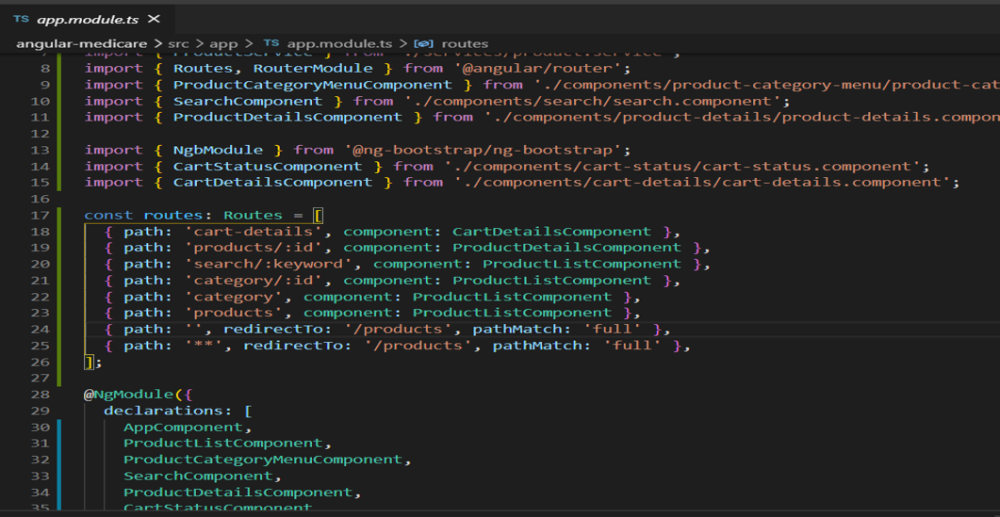 TS app.module.ts ×
angular-medicare > src > app > TS app.module.ts > routes
7 import { ProductService } from './services/product.service';
8 import { Routes, RouterModule } from '@angular/router';
9 import { ProductCategoryMenuComponent } from './components/product-category-menu/product-cat
10 import { SearchComponent } from './components/search/search.component';
11 import { ProductDetailsComponent } from './components/product-details/product-details.compon
12
13 import { NgbModule } from '@ng-bootstrap/ng-bootstrap';
14 import { CartStatusComponent } from './components/cart-status/cart-status.component';
15 import { CartDetailsComponent } from './components/cart-details/cart-details.component';
16
17 const routes: Routes = [
18 { path: 'cart-details', component: CartDetailsComponent },
19 { path: 'products/:id', component: ProductDetailsComponent },
20 { path: 'search/:keyword', component: ProductListComponent },
21 { path: 'category/:id', component: ProductListComponent },
22 { path: 'category', component: ProductListComponent },
23 { path: 'products', component: ProductListComponent },
24 { path: '', redirectTo: '/products', pathMatch: 'full' },
25 { path: '**', redirectTo: '/products', pathMatch: 'full' },
26 ];
27
28 @NgModule({
29 declarations: [
30 AppComponent,
31 ProductListComponent,
32 ProductCategoryMenuComponent,
33 SearchComponent,
34 ProductDetailsComponent,
35 CartStatusComponent